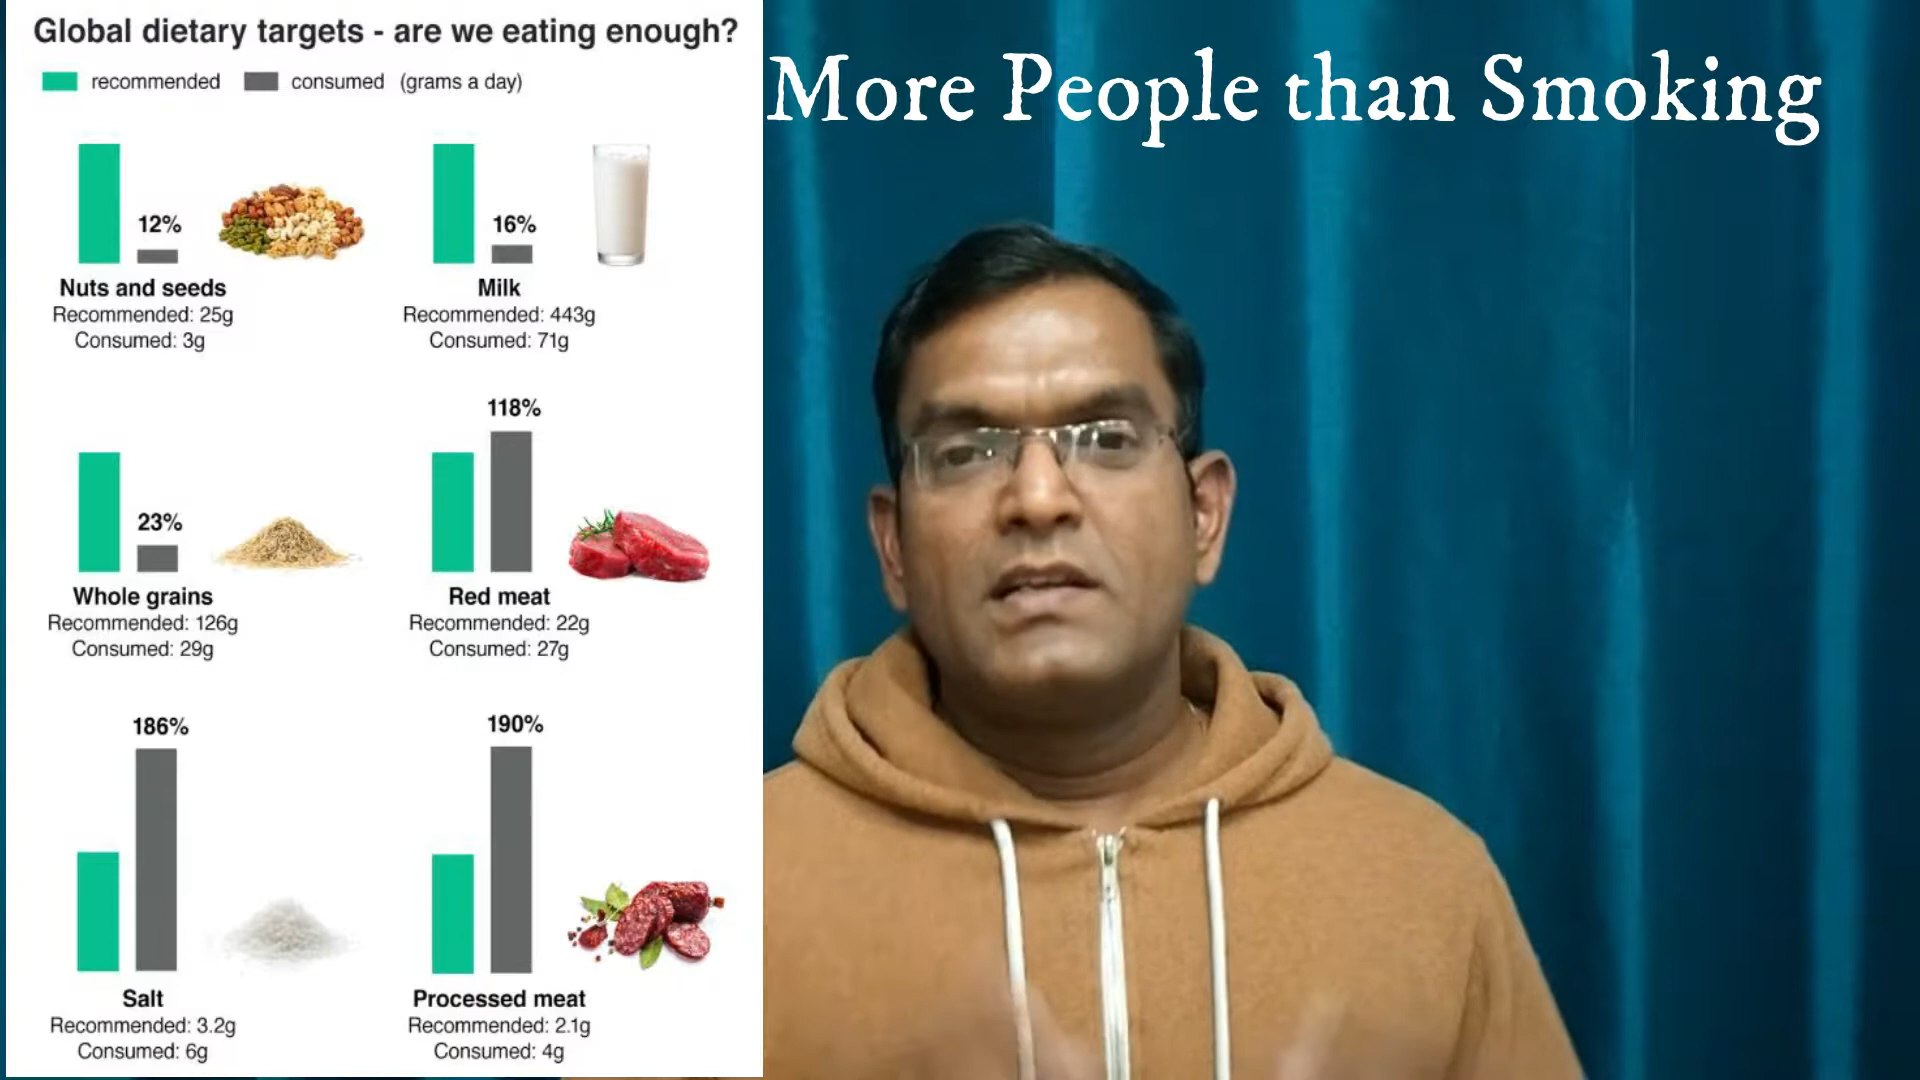 Global dietary targets - are we eating enough?
recommended consumed (grams a day)
More People than Smoking
12%
Nuts and seeds
Recommended: 25g
Consumed: 3g
16%
Milk
Recommended: 443g
Consumed: 71g
23%
Whole grains
Recommended: 126g
Consumed: 29g
118%
Red meat
Recommended: 22g
Consumed: 27g
186%
Salt
Recommended: 3.2g
Consumed: 6g
190%
Processed meat
Recommended: 2.1g
Consumed: 4g